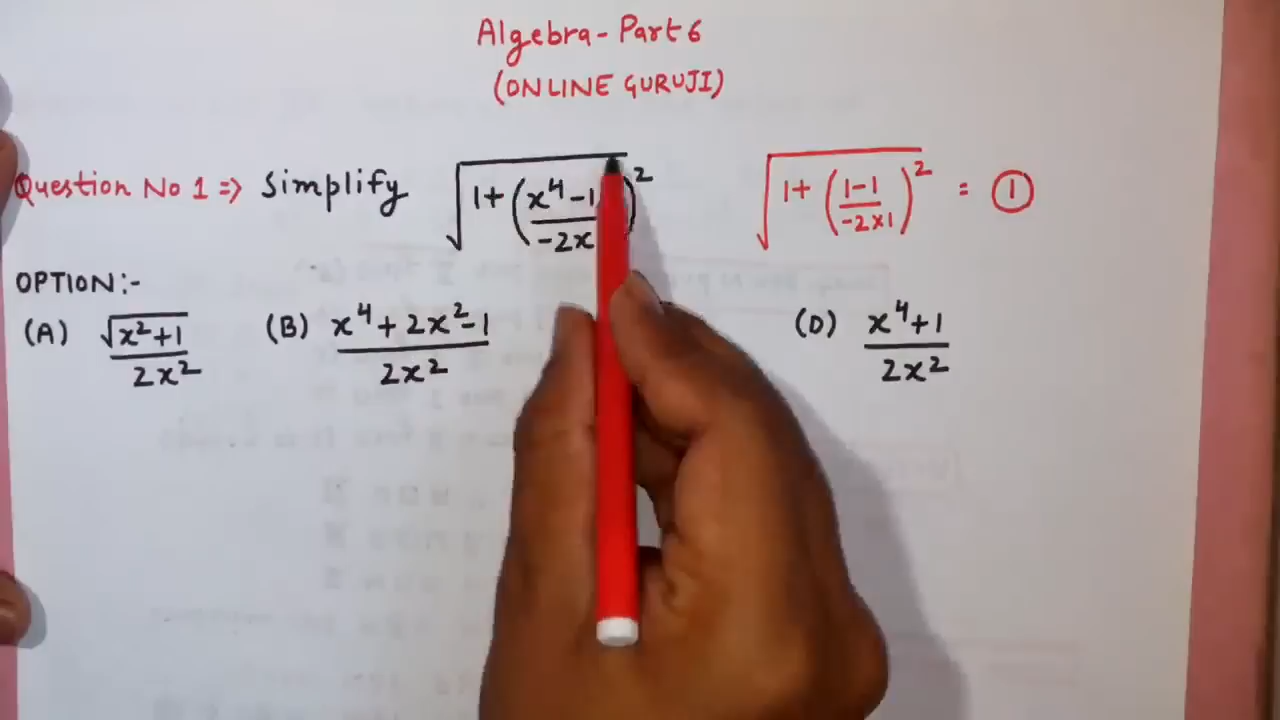 Algebra - Part 6
(ONLINE GURUJI)
Question No 1 => Simplify √(1+((x⁴-1)/(-2x))² √(1+((1-1)/(-2×1))²) = 1
OPTION:-
(A) √(x²+1)/2x² (B) (x⁴+2x²-1)/2x² (D) (x⁴+1)/2x²